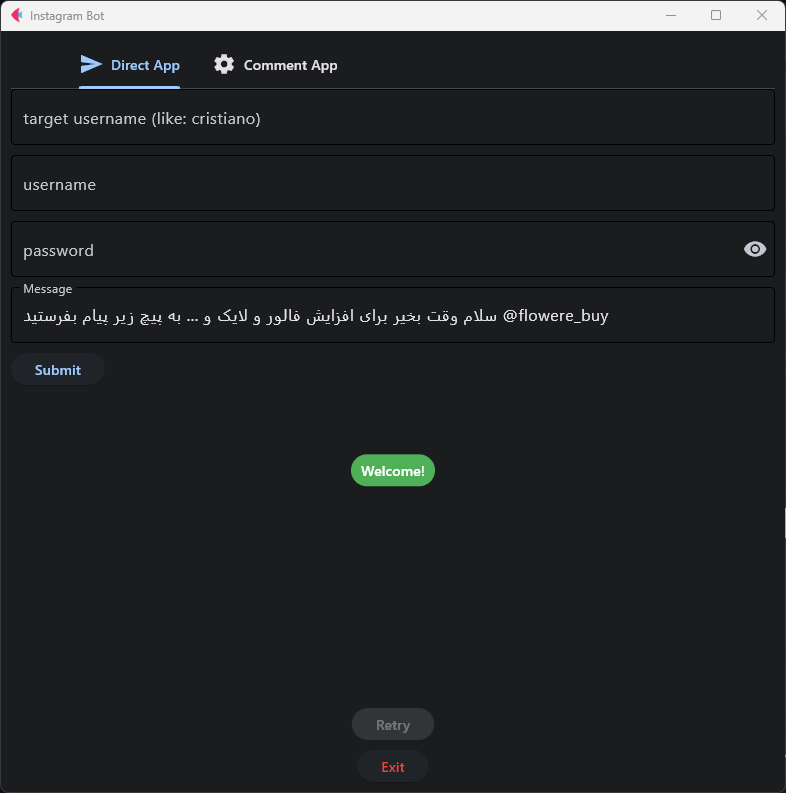 Instagram Bot
Direct App
Comment App
target username (like: cristiano)
username
password
Message
سلام وقت بخیر برای افزایش فالور و لایک و ... به پیج زیر پیام بفرستید @flowere_buy
Submit
Welcome!
Retry
Exit